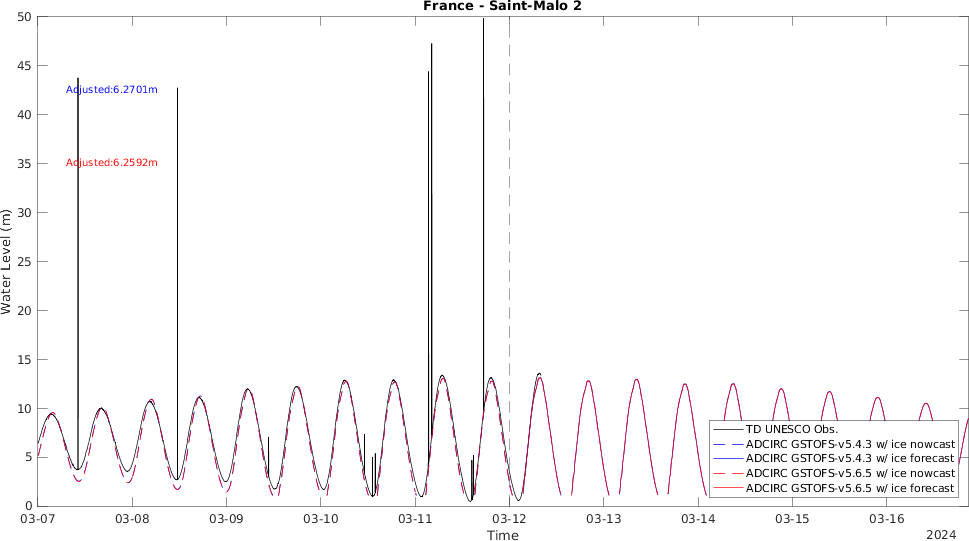 France - Saint-Malo 2
50
45
40
35
30
25
20
15
10
5
0
Water Level (m)
Adjusted:6.2701m
Adjusted:6.2592m
TD UNESCO Obs.
ADCIRC GSTOFS-v5.4.3 w/ ice nowcast
ADCIRC GSTOFS-v5.4.3 w/ ice forecast
ADCIRC GSTOFS-v5.6.5 w/ ice nowcast
ADCIRC GSTOFS-v5.6.5 w/ ice forecast
03-07 03-08 03-09 03-10 03-11 03-12 03-13 03-14 03-15 03-16
Time
2024